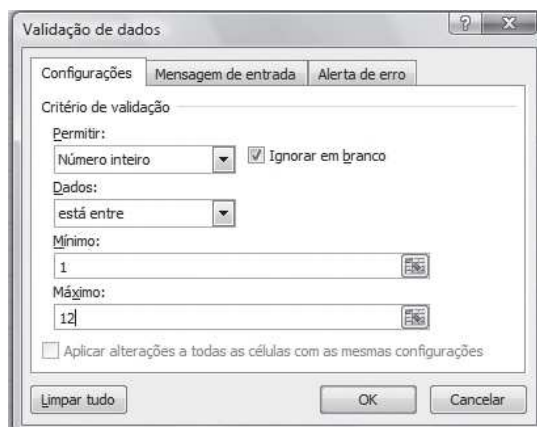 Validação de dados
Configurações Mensagem de entrada Alerta de erro
Critério de validação
Permitir:
Número inteiro Ignorar em branco
Dados:
está entre
Mínimo:
1
Máximo:
12
Aplicar alterações a todas as células com as mesmas configurações
Limpar tudo OK Cancelar